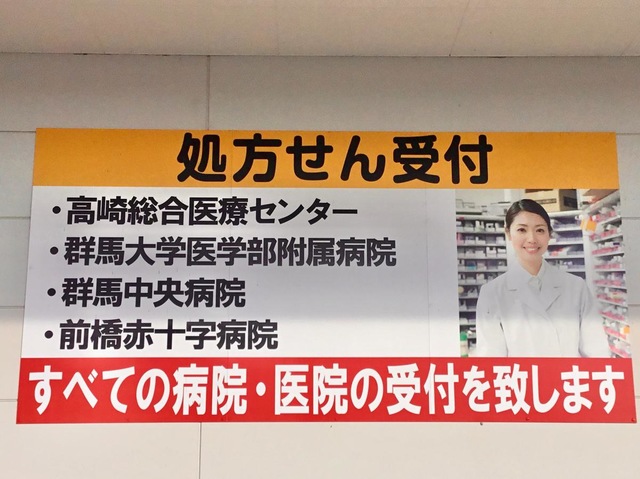 処方せん受付
・高崎総合医療センター
・群馬大学医学部附属病院
・群馬中央病院
・前橋赤十字病院
すべての病院・医院の受付を致します